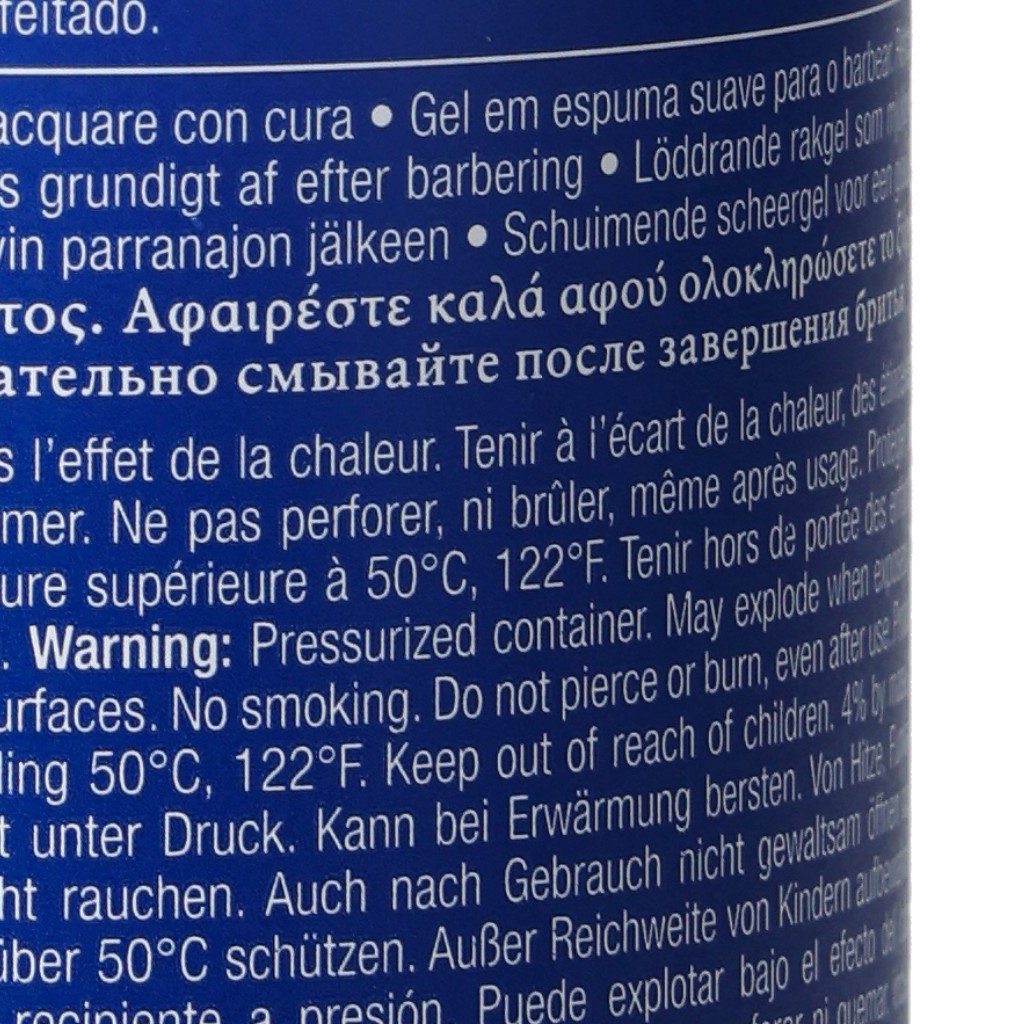 feitado.
acquare con cura • Gel em espuma suave para o barbear.
s grundigt af efter barbering • Löddrande rakgel som
vin parranajon jälkeen • Schuimende scheergel voor een
τος. Αφαιρέστε καλά αφού ολοκληρώσετε το
ательно смывайте после завершения бритья.
s l'effet de la chaleur. Tenir à l'écart de la chaleur, des
mer. Ne pas perforer, ni brûler, même après usage.
ure supérieure à 50°C, 122°F. Tenir hors de portée des
. Warning: Pressurized container. May explode when
urfaces. No smoking. Do not pierce or burn, even after use.
ding 50°C, 122°F. Keep out of reach of children. 4% by
t unter Druck. Kann bei Erwärmung bersten. Von Hitze,
ht rauchen. Auch nach Gebrauch nicht gewaltsam öffnen
über 50°C schützen. Außer Reichweite von Kindern
recipiente a presión. Puede explotar bajo el efecto del
ni quemar,